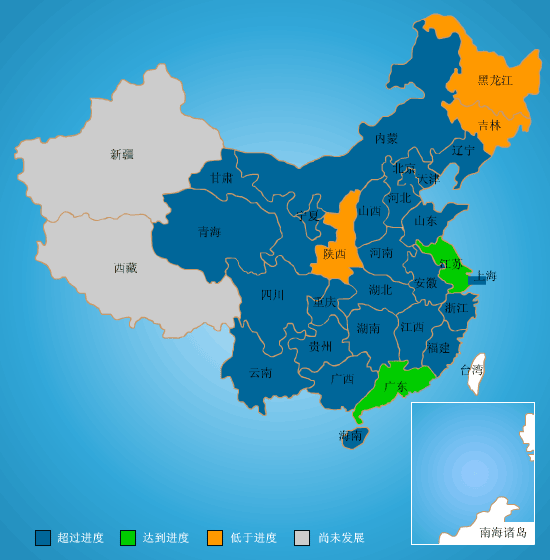 黑龙江
吉林
辽宁
内蒙
新疆
北京
天津
甘肃
河北
宁夏
山西
山东
青海
陕西
河南
江苏
西藏
上海
四川
安徽
湖北
重庆
浙江
湖南
江西
贵州
福建
台湾
云南
广西
广东
海南
南海诸岛
超过进度 达到进度 低于进度 尚未发展